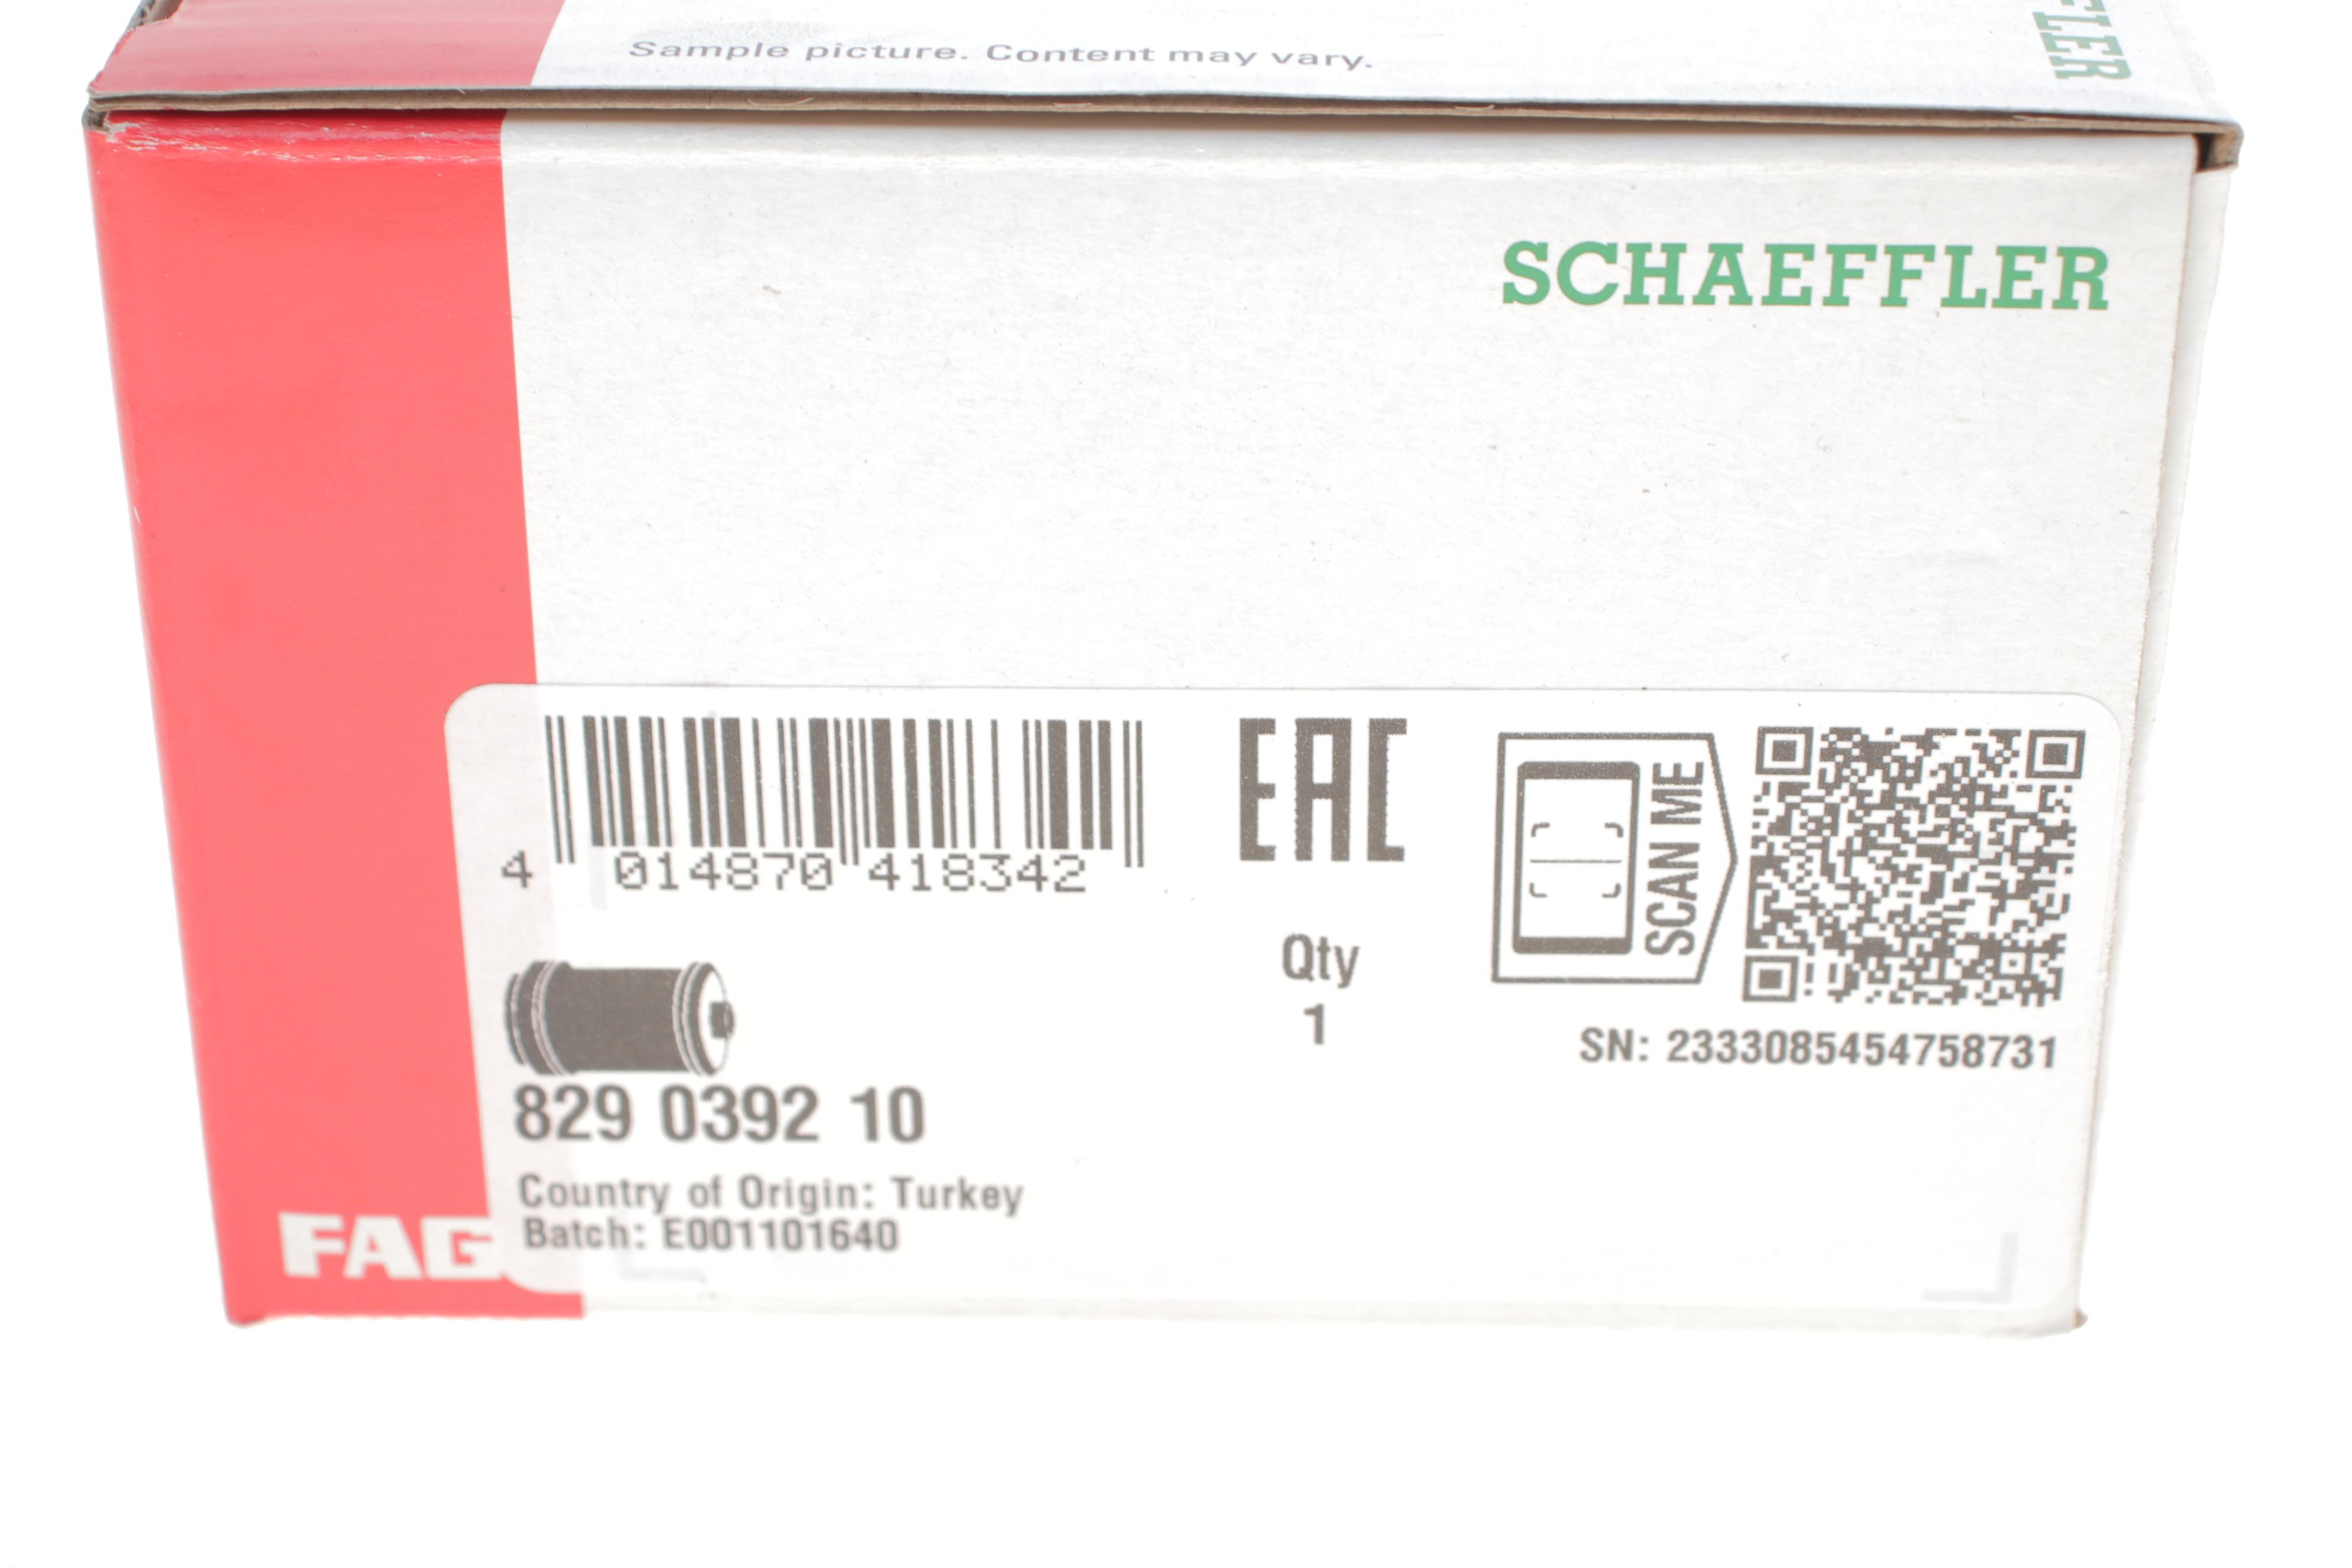 Sample picture. Content may vary.
FLER
SCHAEFFLER
4 014870 418342
EAC
SCAN ME
Qty
1
SN: 2333085454758731
829 0392 10
Country of Origin: Turkey
Batch: E001101640
FAG